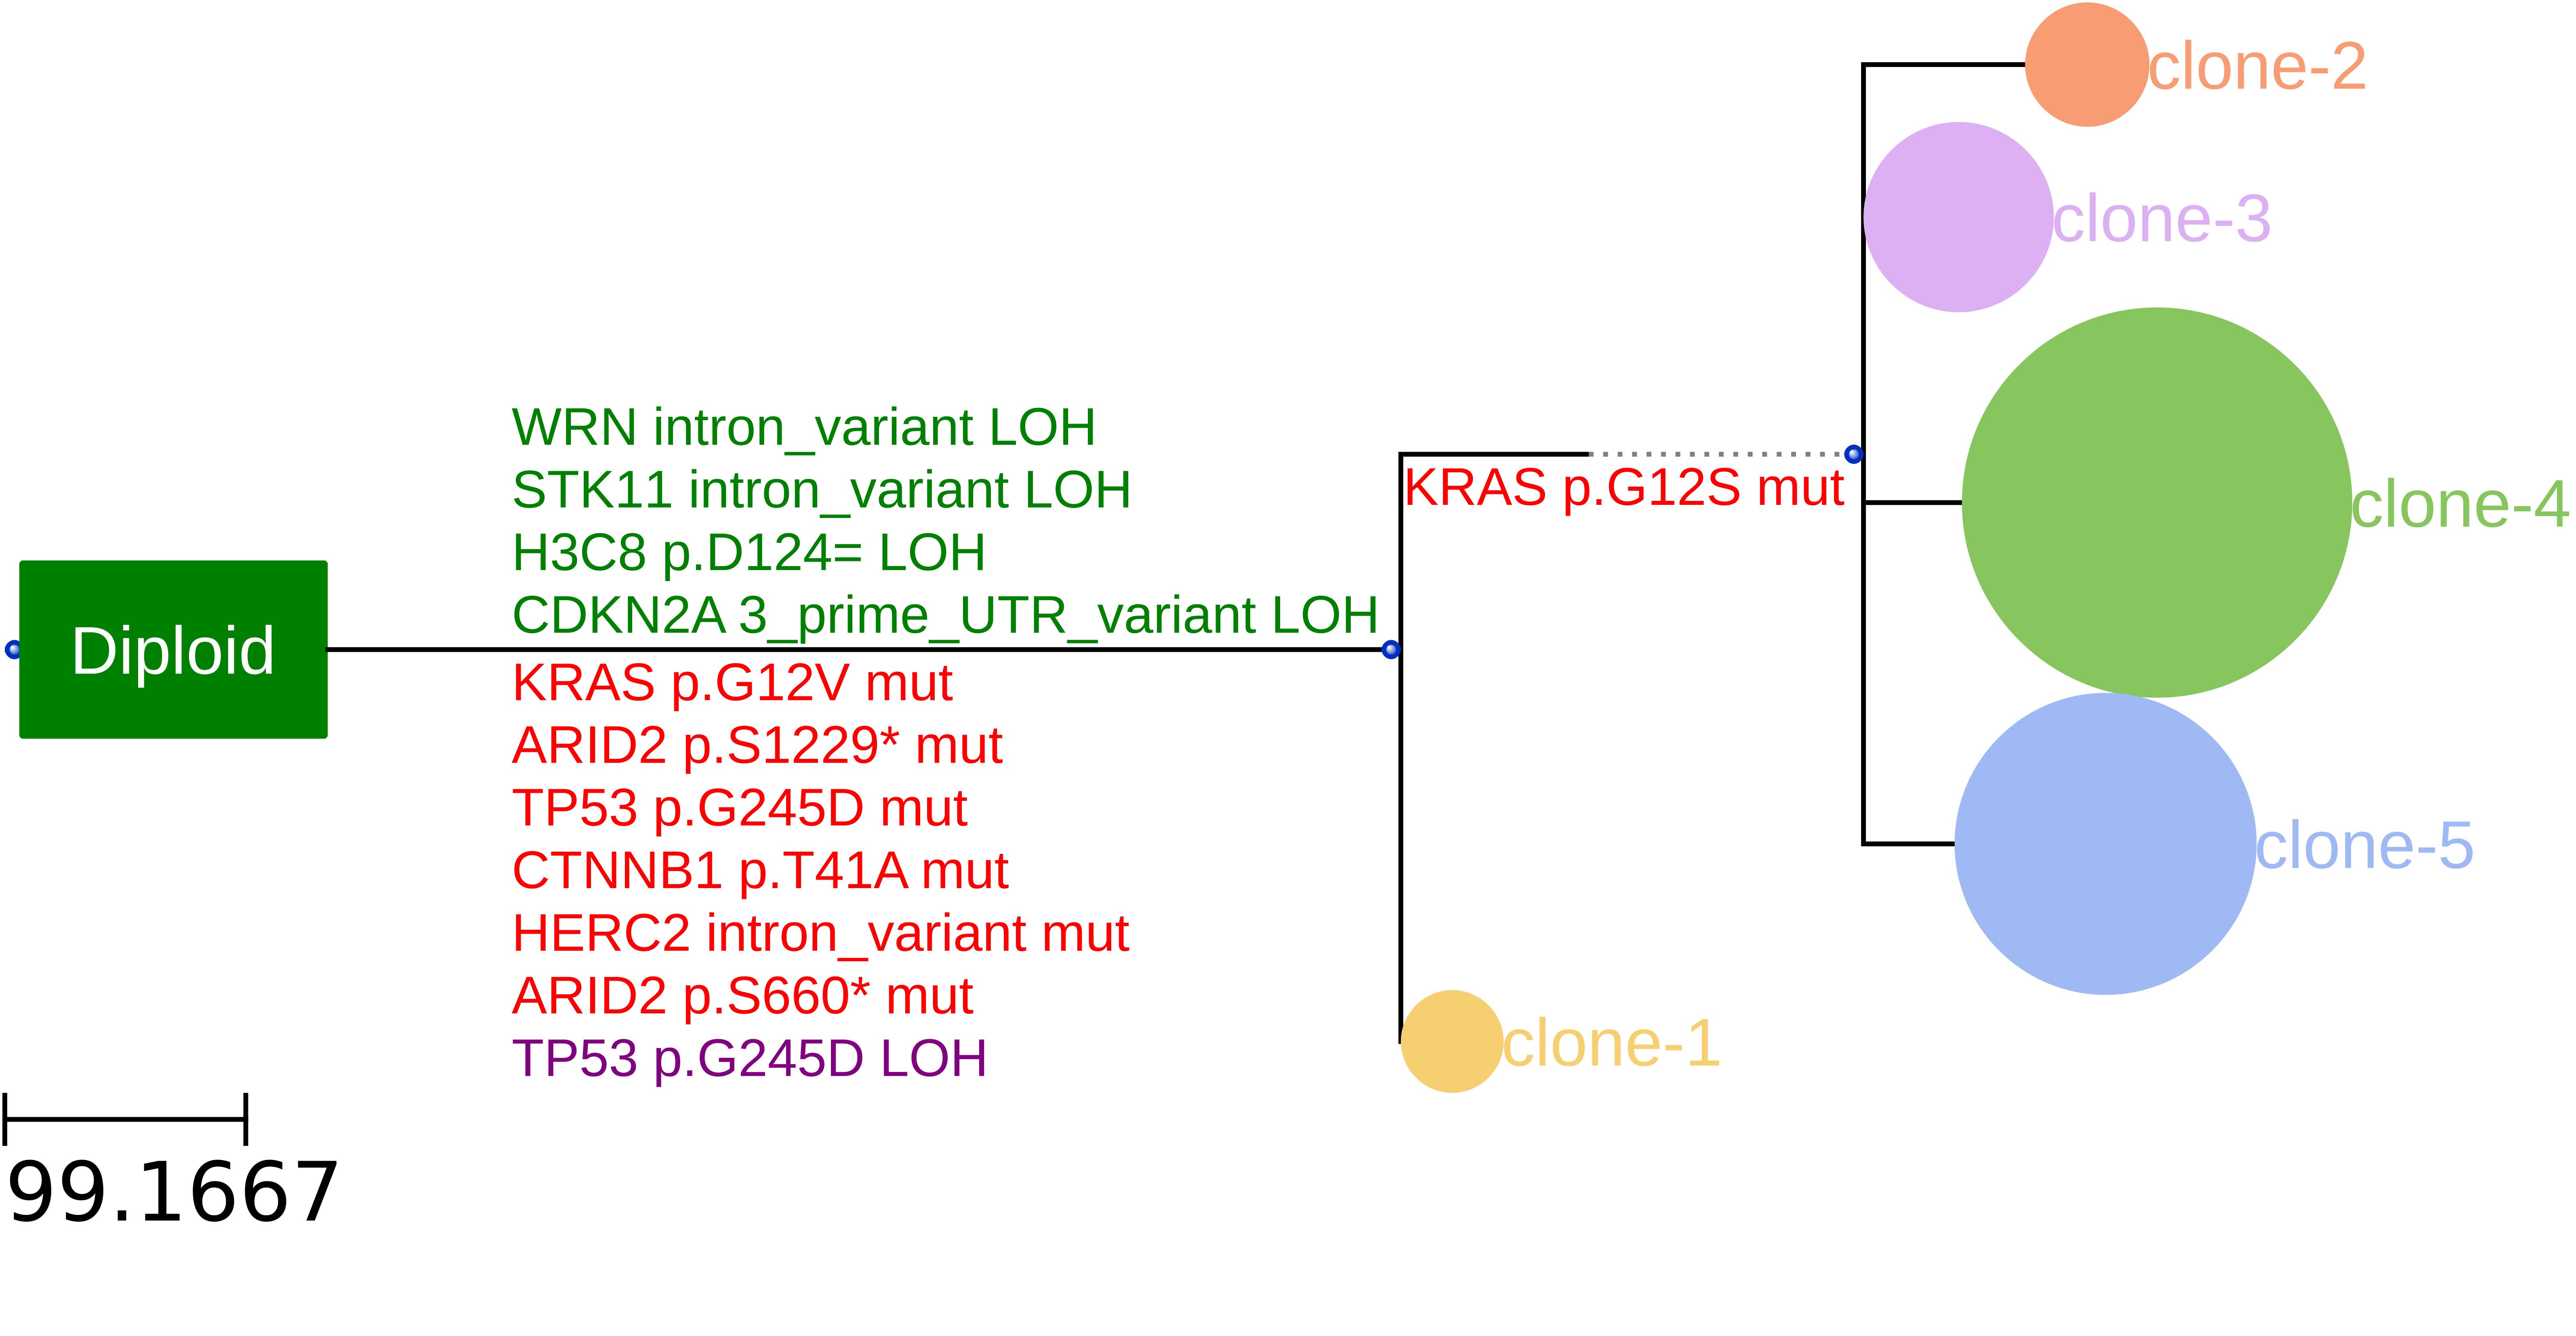 clone-2
clone-3
WRN intron_variant LOH
STK11 intron_variant LOH
H3C8 p.D124= LOH
CDKN2A 3_prime_UTR_variant LOH
KRAS p.G12S mut
clone-4
Diploid
KRAS p.G12V mut
ARID2 p.S1229* mut
TP53 p.G245D mut
CTNNB1 p.T41A mut
HERC2 intron_variant mut
ARID2 p.S660* mut
TP53 p.G245D LOH
clone-5
clone-1
99.1667